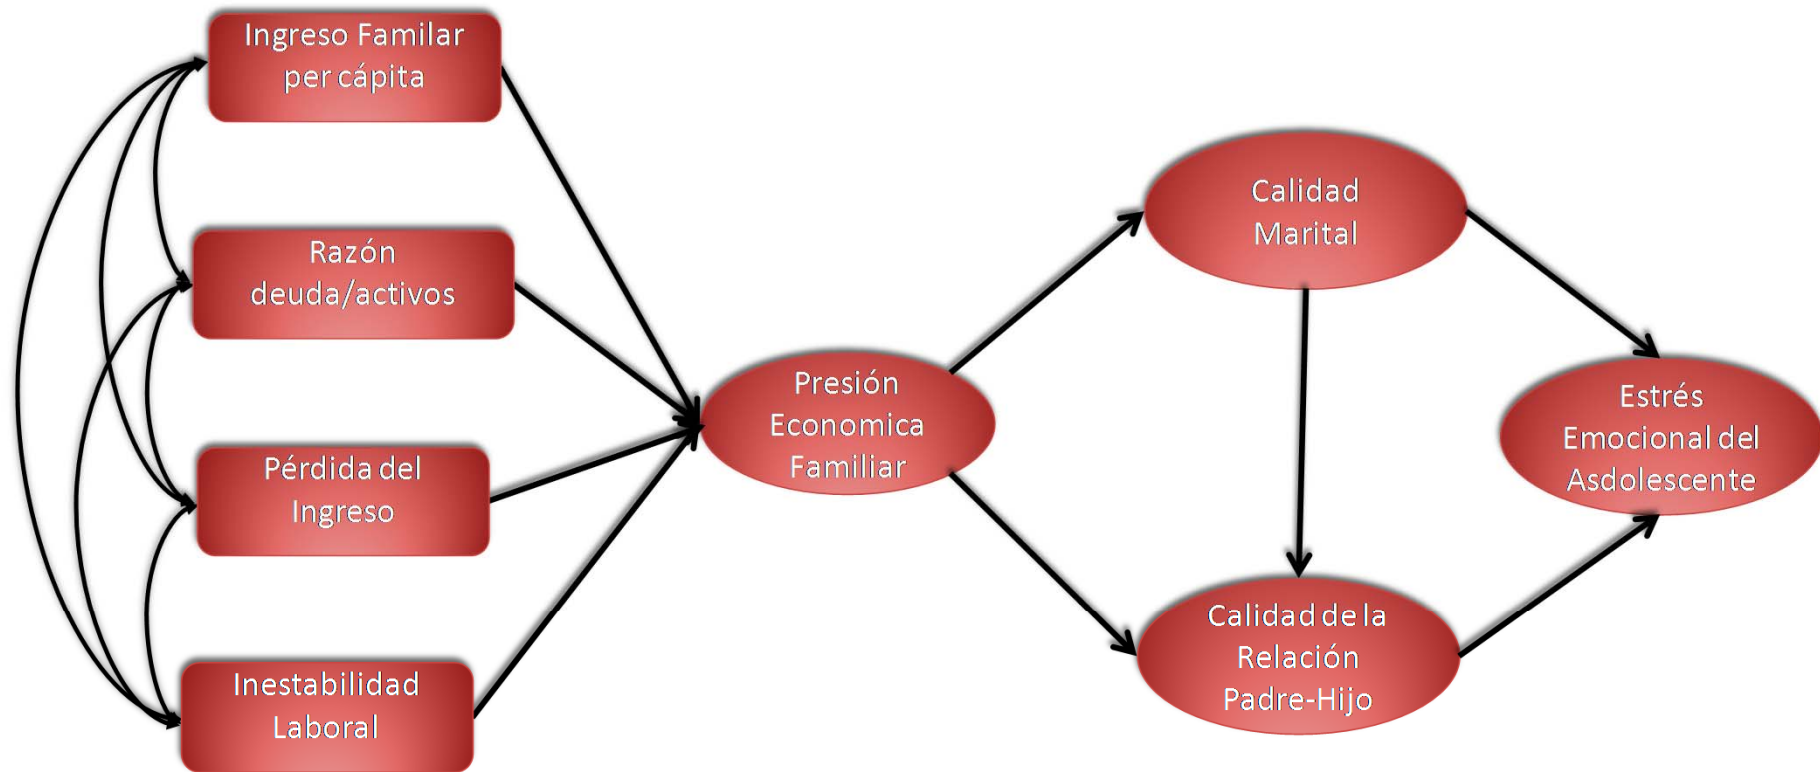 Ingreso Familar
per cápita
Razón
deuda/activos
Pérdida del
Ingreso
Inestabilidad
Laboral
Presión
Economica
Familiar
Calidad
Marital
Calidad de la
Relación
Padre-Hijo
Estrés
Emocional del
Asdolescente